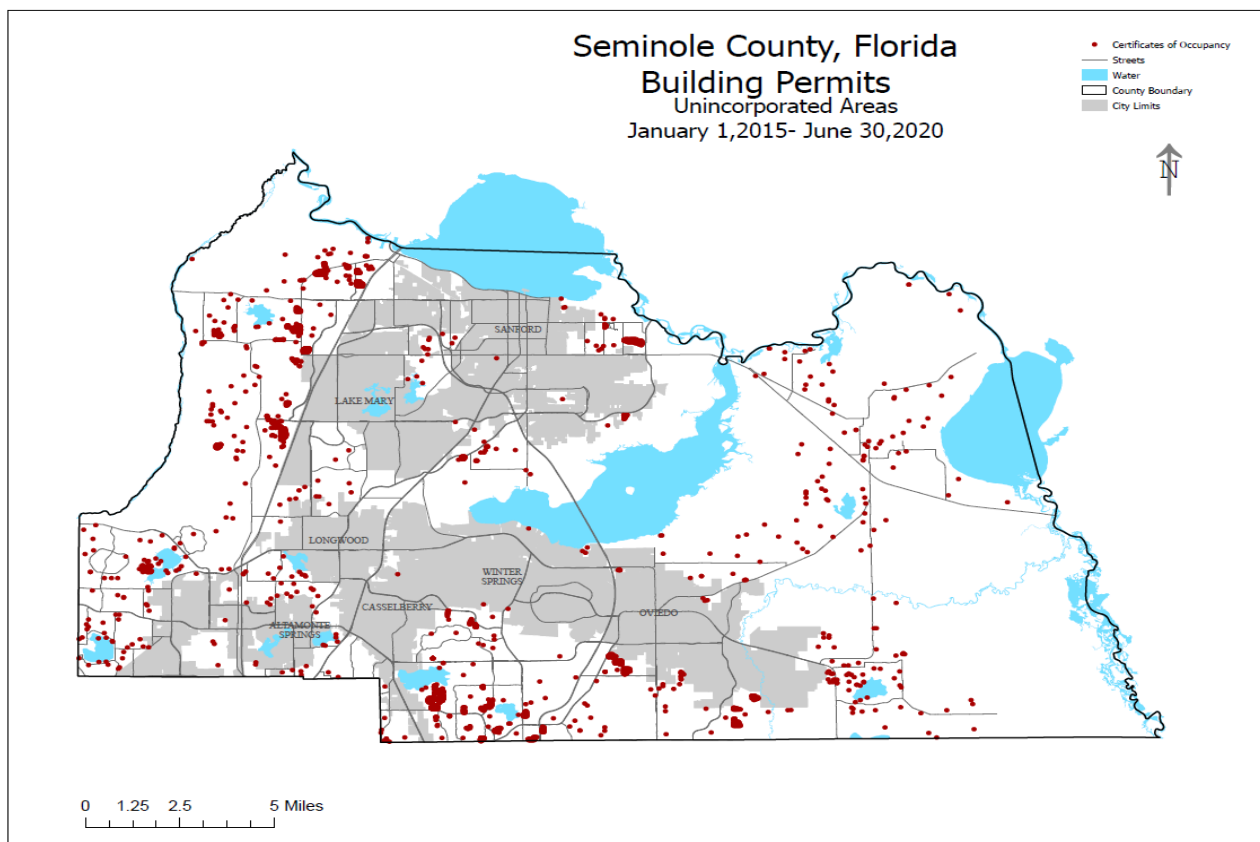 Seminole County, Florida
Building Permits
Unincorporated Areas
January 1,2015- June 30,2020
Certificates of Occupancy
Streets
Water
County Boundary
City Limits
N
SANFORD
LAKE MARY
LONGWOOD
WINTER
SPRINGS
CASSELBERRY
OVIEDO
ALTAMONTE
SPRINGS
0 1.25 2.5 5 Miles